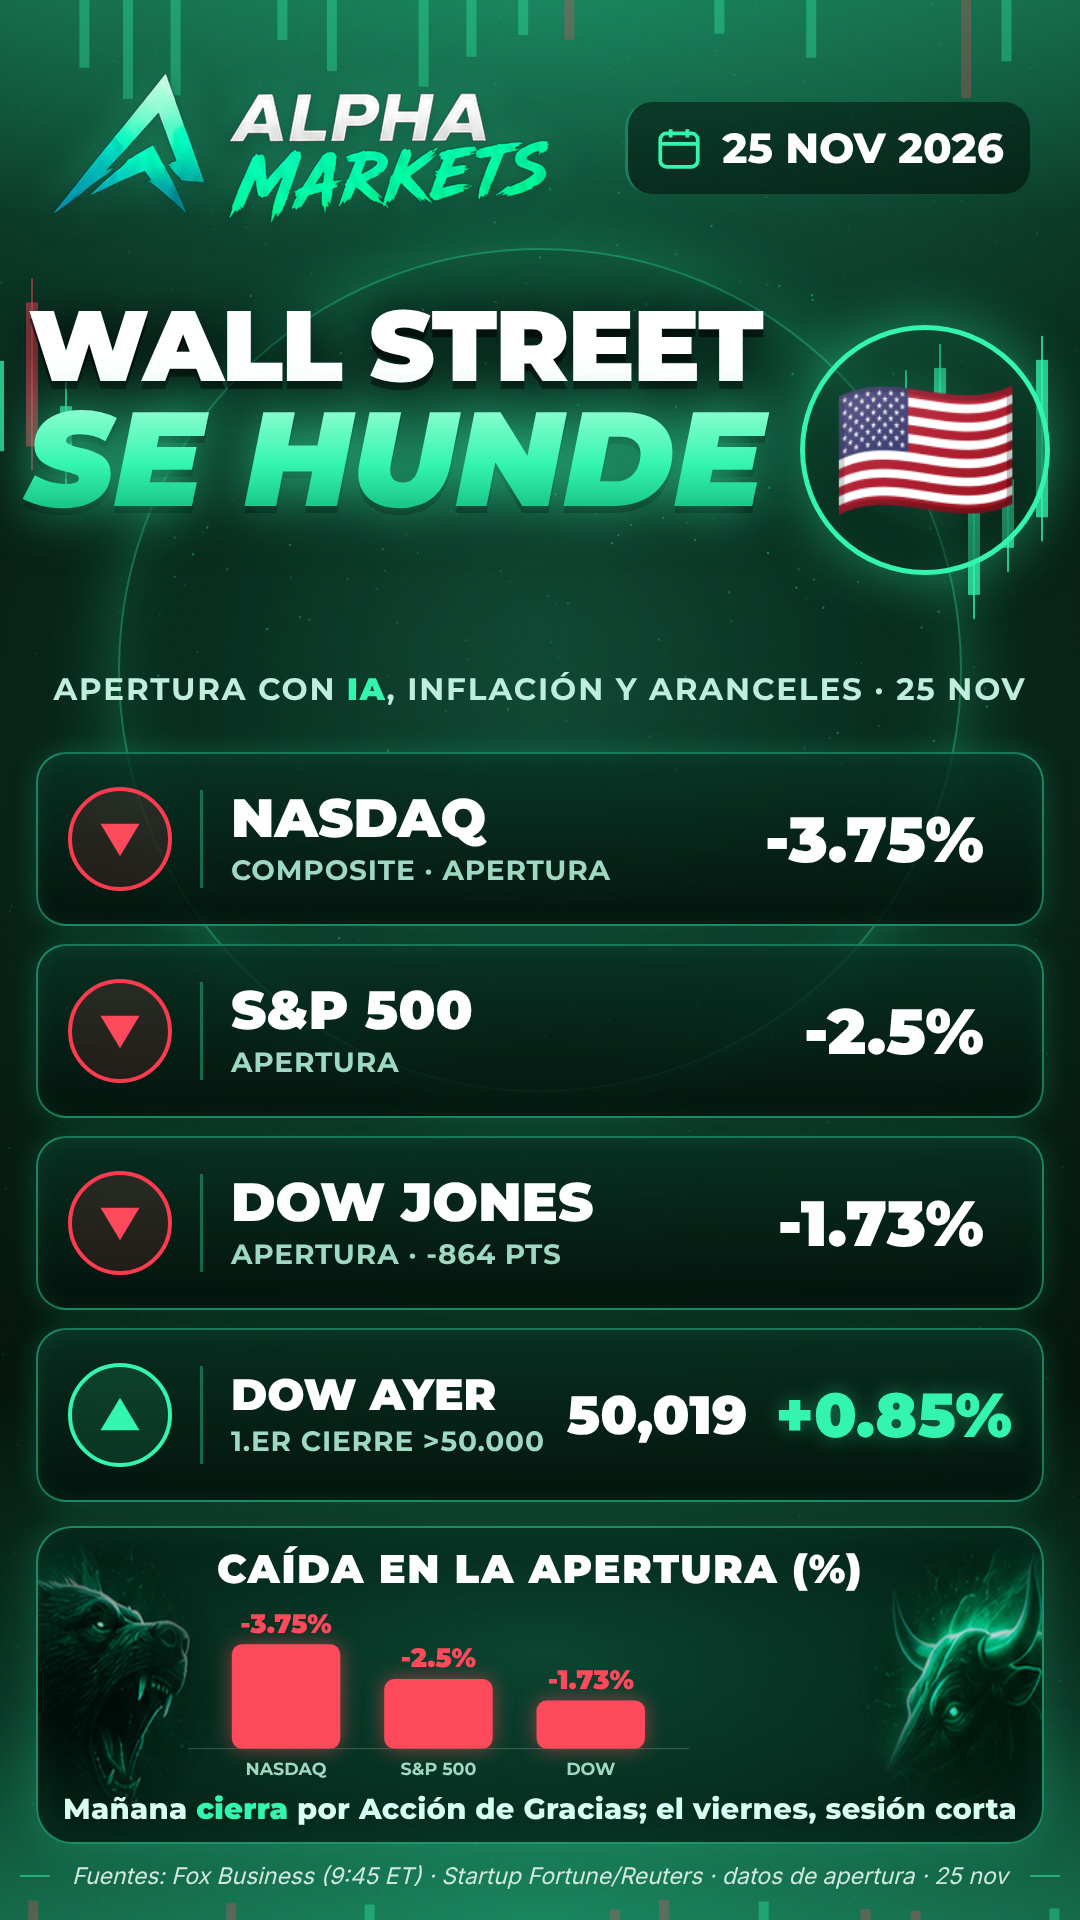 ALPHA
MARKETS
25 NOV 2026
WALL STREET
SE HUNDE
APERTURA CON IA, INFLACIÓN Y ARANCELES · 25 NOV
NASDAQ
COMPOSITE · APERTURA
-3.75%
S&P 500
APERTURA
-2.5%
DOW JONES
APERTURA · -864 PTS
-1.73%
DOW AYER
1.ER CIERRE >50.000
50,019 +0.85%
CAÍDA EN LA APERTURA (%)
-3.75%
-2.5%
-1.73%
NASDAQ
S&P 500
DOW
Mañana cierra por Acción de Gracias; el viernes, sesión corta
Fuentes: Fox Business (9:45 ET) · Startup Fortune/Reuters · datos de apertura · 25 nov